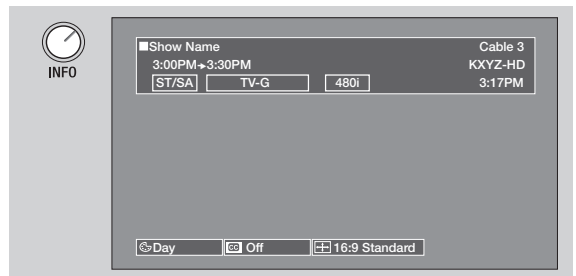 INFO
Show Name Cable 3
3:00PM→3:30PM KXYZ-HD
ST/SA TV-G 480i 3:17PM
Day CC Off 16:9 Standard